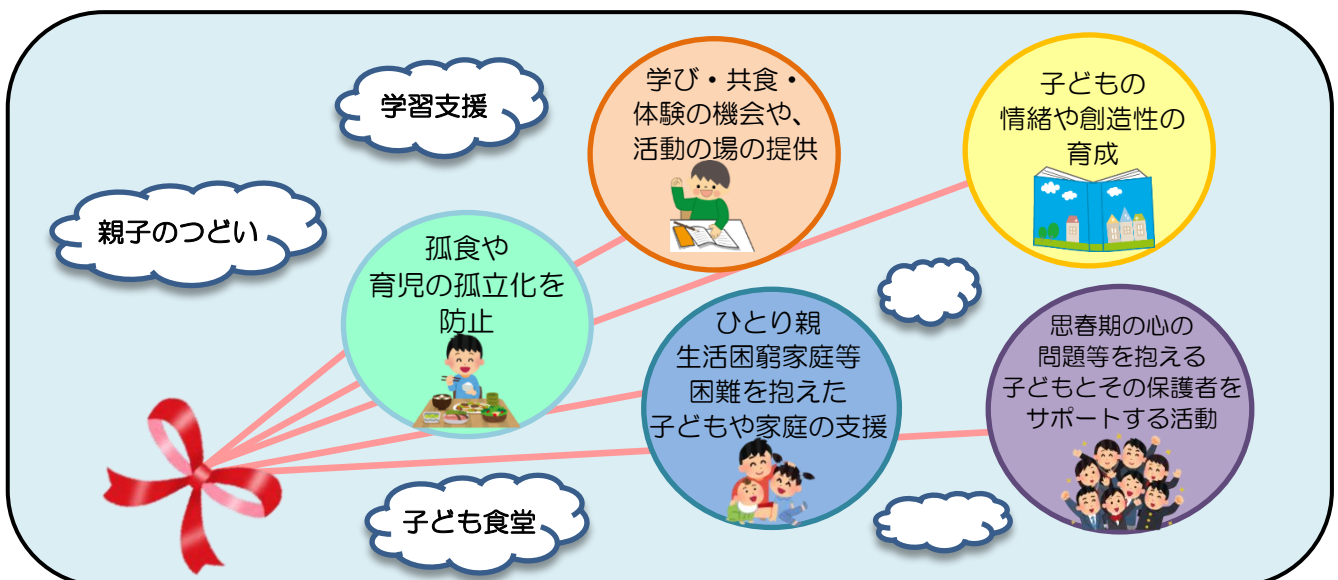 学習支援
学び・共食・
体験の機会や、
活動の場の提供
子どもの
情緒や創造性の
育成
親子のつどい
孤食や
育児の孤立化を
防止
ひとり親
生活困窮家庭等
困難を抱えた
子どもや家庭の支援
思春期の心の
問題等を抱える
子どもとその保護者を
サポートする活動
子ども食堂